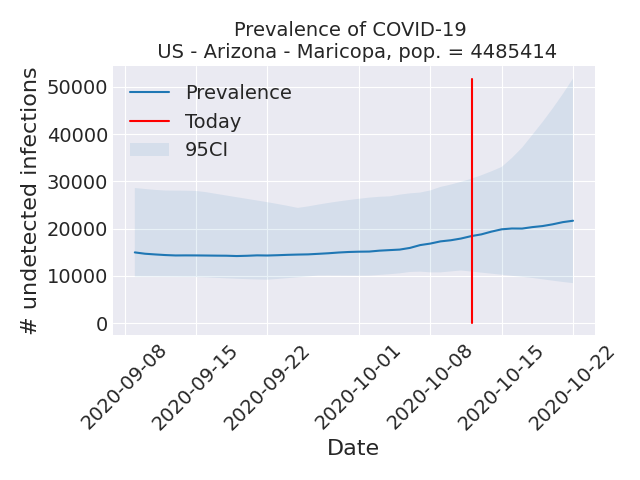 Prevalence of COVID-19
US - Arizona - Maricopa, pop. = 4485414
# undetected infections
50000
40000
30000
20000
10000
0
Prevalence
Today
95CI
2020-09-08
2020-09-15
2020-09-22
2020-10-01
2020-10-08
2020-10-15
2020-10-22
Date